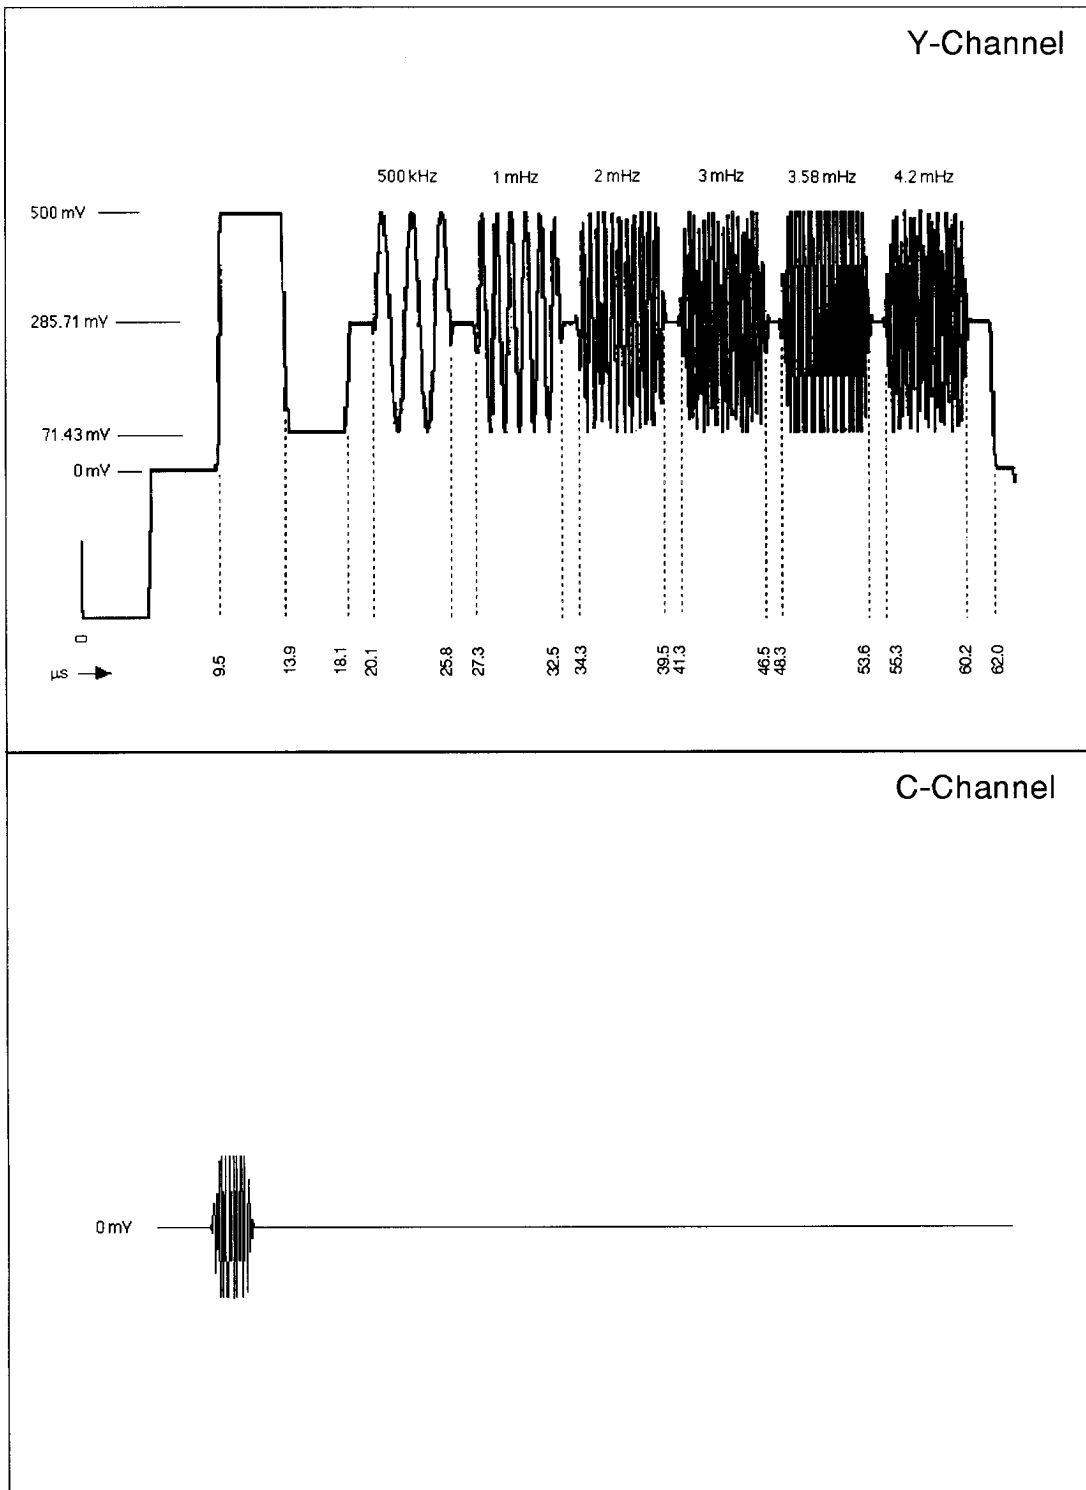 Y-Channel
500 kHz 1 mHz 2 mHz 3 mHz 3.58 mHz 4.2 mHz
500 mV
285.71 mV
71.43 mV
0 mV
0
9.5 13.9 18.1 20.1 25.8 27.3 32.5 34.3 39.5 41.3 46.5 48.3 53.6 55.3 60.2 62.0
µs
C-Channel
0 mV